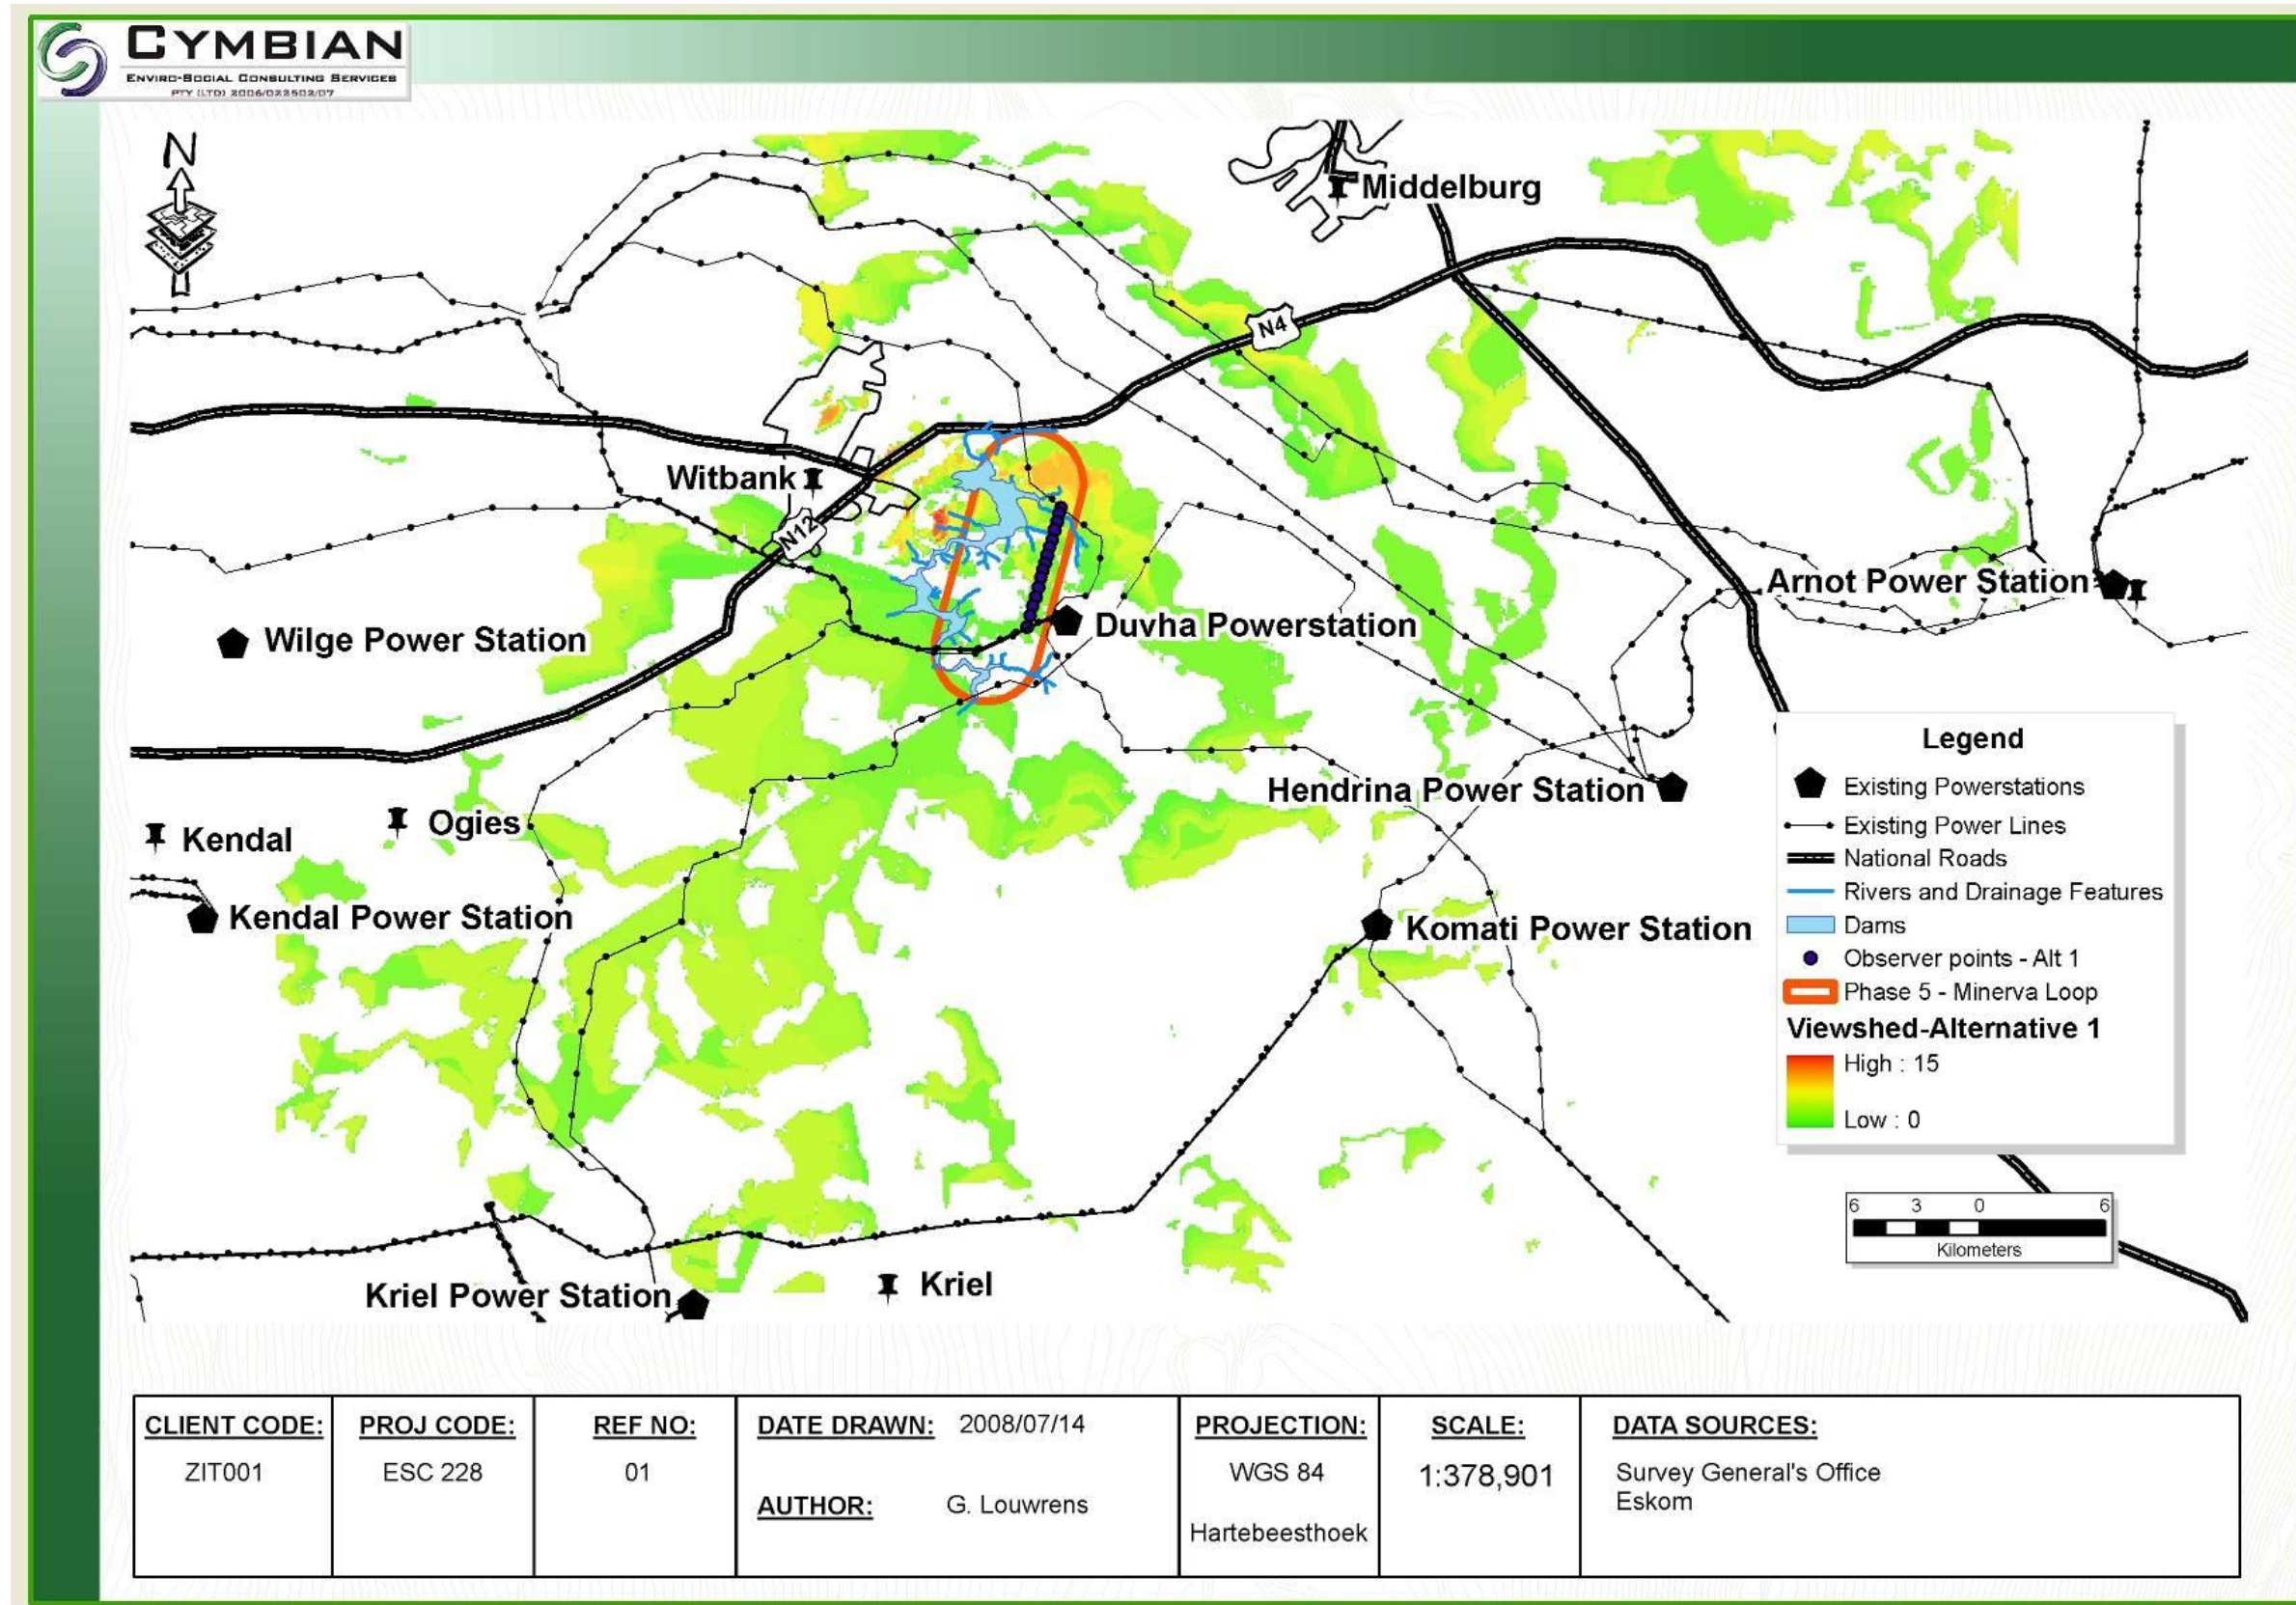 CYMBIAN
ENVIRO-SOCIAL CONSULTING SERVICES
PTY (LTD) 2006/022502/07
N
Middelburg
N4
Witbank
N12
Arnot Power Station
Wilge Power Station
Duvha Powerstation
Hendrina Power Station
Ogies
Kendal
Kendal Power Station
Komati Power Station
Kriel Power Station
Kriel
Legend
Existing Powerstations
Existing Power Lines
National Roads
Rivers and Drainage Features
Dams
Observer points - Alt 1
Phase 5 - Minerva Loop
Viewshed-Alternative 1
High : 15
Low : 0
6 3 0 6
Kilometers
CLIENT CODE:
ZIT001
PROJ CODE:
ESC 228
REF NO:
01
DATE DRAWN: 2008/07/14
AUTHOR: G. Louwrens
PROJECTION:
WGS 84
Hartebeesthoek
SCALE:
1:378,901
DATA SOURCES:
Survey General's Office
Eskom